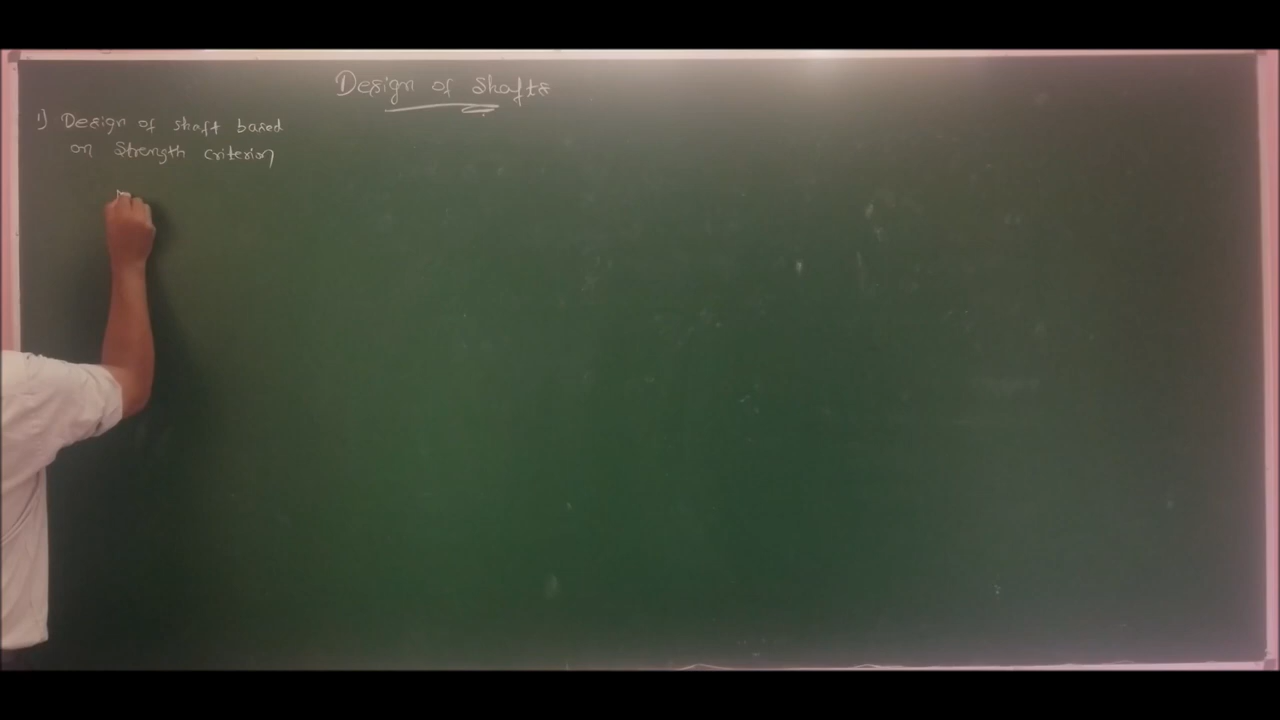 Design of Shafts
1) Design of shaft based
on Strength criterion